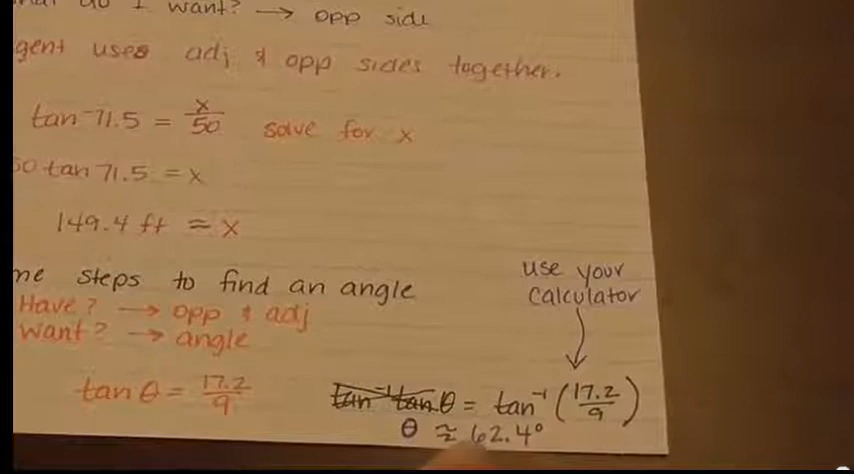 I want? → opp side
gent uses adj & opp sides together.
tan 71.5 = x/50 solve for x
50 tan 71.5 = x
149.4 ft ≈ x
me steps to find an angle
use your
calculator
Have? → opp & adj
Want? → angle
tan θ = 17.2/9
tan⁻¹ tan θ = tan⁻¹ (17.2/9)
θ ≈ 62.4°